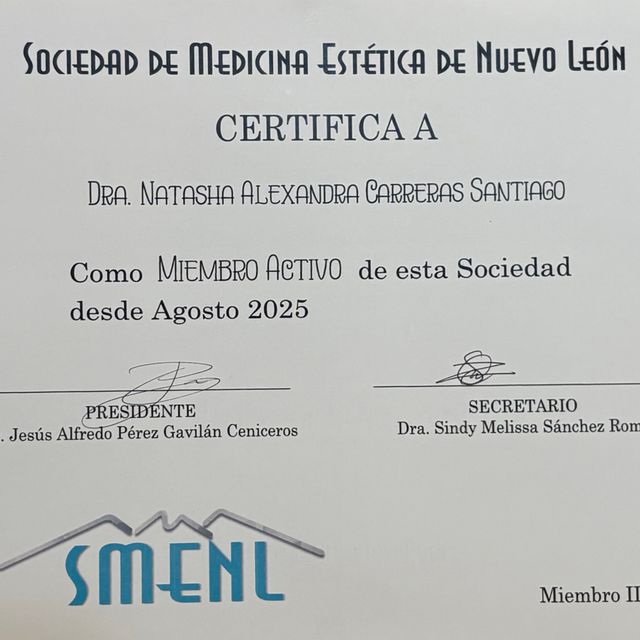 SOCIEDAD DE MEDICINA ESTÉTICA DE NUEVO LEÓN
CERTIFICA A
DRA. NATASHA ALEXANDRA CARRERAS SANTIAGO
Como MIEMBRO ACTIVO de esta Sociedad
desde Agosto 2025
PRESIDENTE
. Jesús Alfredo Pérez Gavilán Ceniceros
SECRETARIO
Dra. Sindy Melissa Sánchez Rom
SMENL
Miembro II